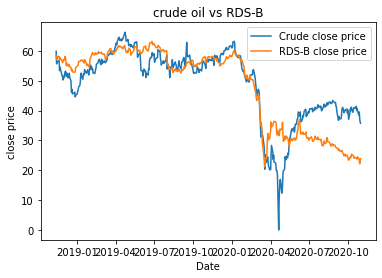 crude oil vs RDS-B
Crude close price
RDS-B close price
close price
60
50
40
30
20
10
0
2019-01 2019-04 2019-07 2019-10 2020-01 2020-04 2020-07 2020-10
Date